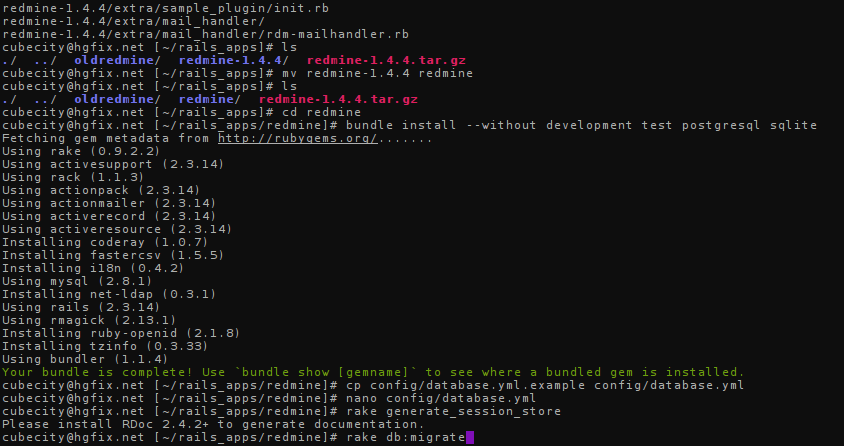 redmine-1.4.4/extra/sample_plugin/init.rb
redmine-1.4.4/extra/mail_handler/
redmine-1.4.4/extra/mail_handler/rdm-mailhandler.rb
cubecity@hgfix.net [~/rails_apps]# ls
./  ../  oldredmine/  redmine-1.4.4/  redmine-1.4.4.tar.gz
cubecity@hgfix.net [~/rails_apps]# mv redmine-1.4.4 redmine
cubecity@hgfix.net [~/rails_apps]# ls
./  ../  oldredmine/  redmine/  redmine-1.4.4.tar.gz
cubecity@hgfix.net [~/rails_apps]# cd redmine
cubecity@hgfix.net [~/rails_apps/redmine]# bundle install --without development test postgresql sqlite
Fetching gem metadata from http://rubygems.org/.......
Using rake (0.9.2.2)
Using activesupport (2.3.14)
Using rack (1.1.3)
Using actionpack (2.3.14)
Using actionmailer (2.3.14)
Using activerecord (2.3.14)
Using activeresource (2.3.14)
Installing coderay (1.0.7)
Installing fastercsv (1.5.5)
Installing i18n (0.4.2)
Using mysql (2.8.1)
Installing net-ldap (0.3.1)
Using rails (2.3.14)
Using rmagick (2.13.1)
Installing ruby-openid (2.1.8)
Installing tzinfo (0.3.33)
Using bundler (1.1.4)
Your bundle is complete! Use `bundle show [gemname]` to see where a bundled gem is installed.
cubecity@hgfix.net [~/rails_apps/redmine]# cp config/database.yml.example config/database.yml
cubecity@hgfix.net [~/rails_apps/redmine]# nano config/database.yml
cubecity@hgfix.net [~/rails_apps/redmine]# rake generate_session_store
Please install RDoc 2.4.2+ to generate documentation.
cubecity@hgfix.net [~/rails_apps/redmine]# rake db:migrate